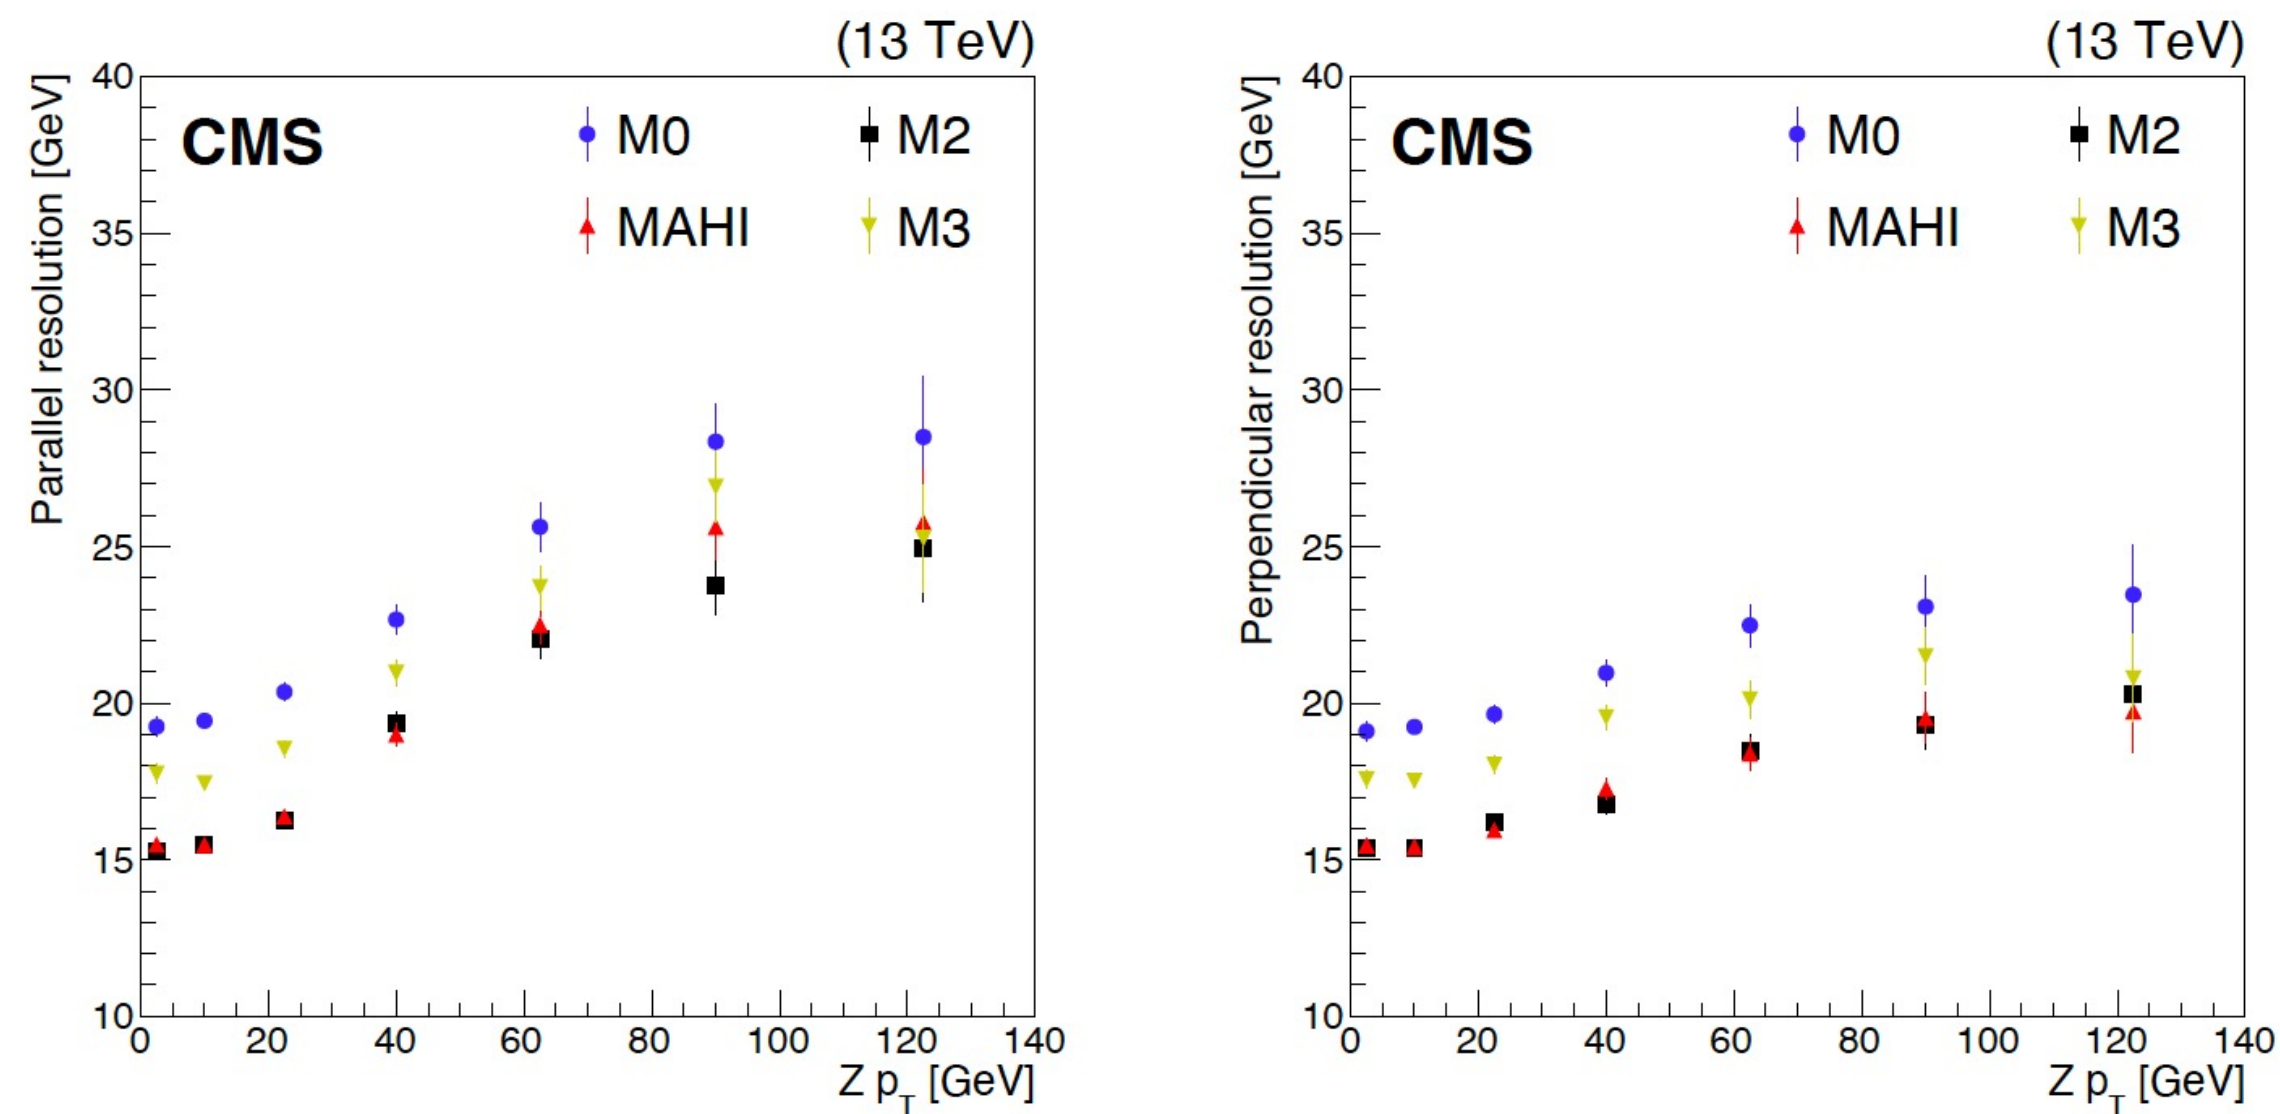 (13 TeV)
CMS
M0
M2
MAHI
M3
Parallel resolution [GeV]
40
35
30
25
20
15
10
0 20 40 60 80 100 120 140
Z p_T [GeV]
(13 TeV)
CMS
M0
M2
MAHI
M3
Perpendicular resolution [GeV]
40
35
30
25
20
15
10
0 20 40 60 80 100 120 140
Z p_T [GeV]